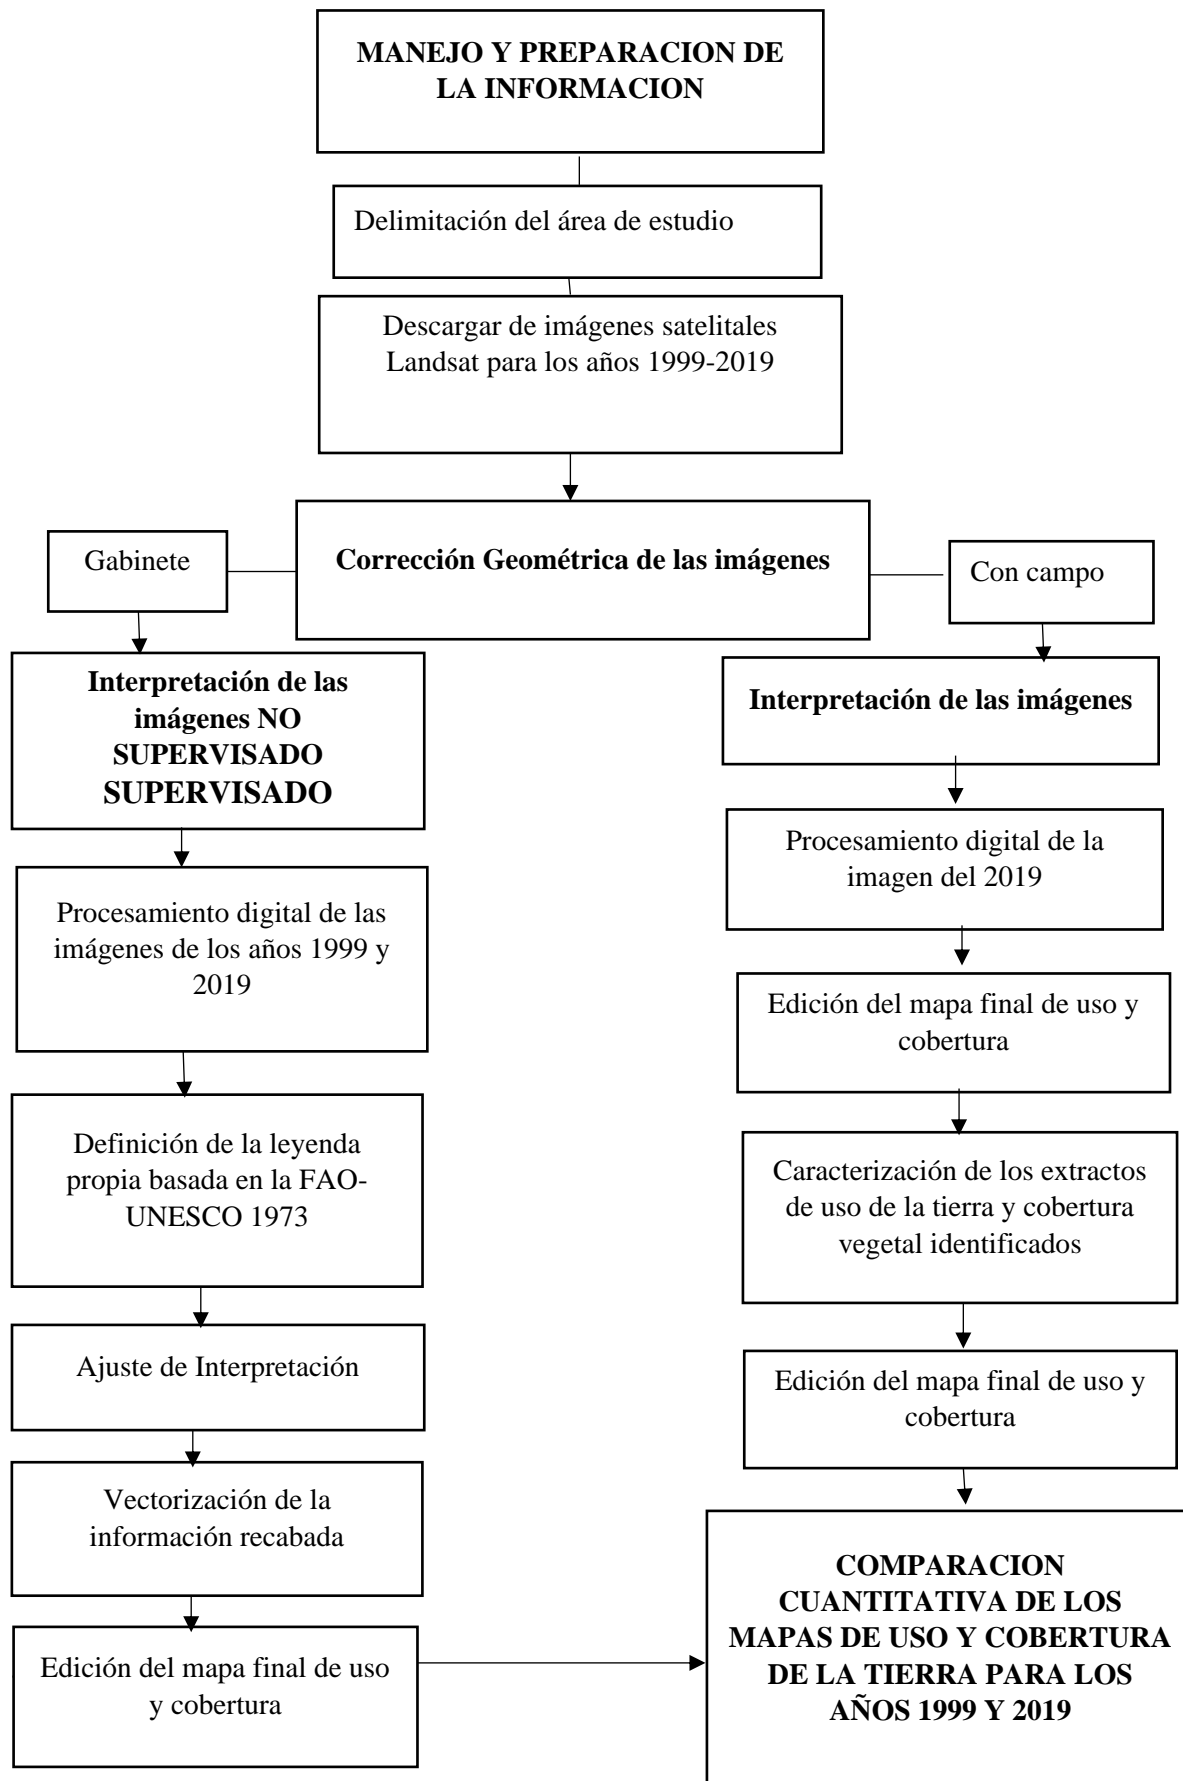 MANEJO Y PREPARACION DE
LA INFORMACION
Delimitación del área de estudio
Descargar de imágenes satelitales
Landsat para los años 1999-2019
Corrección Geométrica de las imágenes
Gabinete
Con campo
Interpretación de las
imágenes NO
SUPERVISADO
SUPERVISADO
Procesamiento digital de las
imágenes de los años 1999 y
2019
Definición de la leyenda
propia basada en la FAO-
UNESCO 1973
Ajuste de Interpretación
Vectorización de la
información recabada
Edición del mapa final de uso
y cobertura
Interpretación de las imágenes
Procesamiento digital de la
imagen del 2019
Edición del mapa final de uso y
cobertura
Caracterización de los extractos
de uso de la tierra y cobertura
vegetal identificados
Edición del mapa final de uso y
cobertura
COMPARACION
CUANTITATIVA DE LOS
MAPAS DE USO Y COBERTURA
DE LA TIERRA PARA LOS
AÑOS 1999 Y 2019